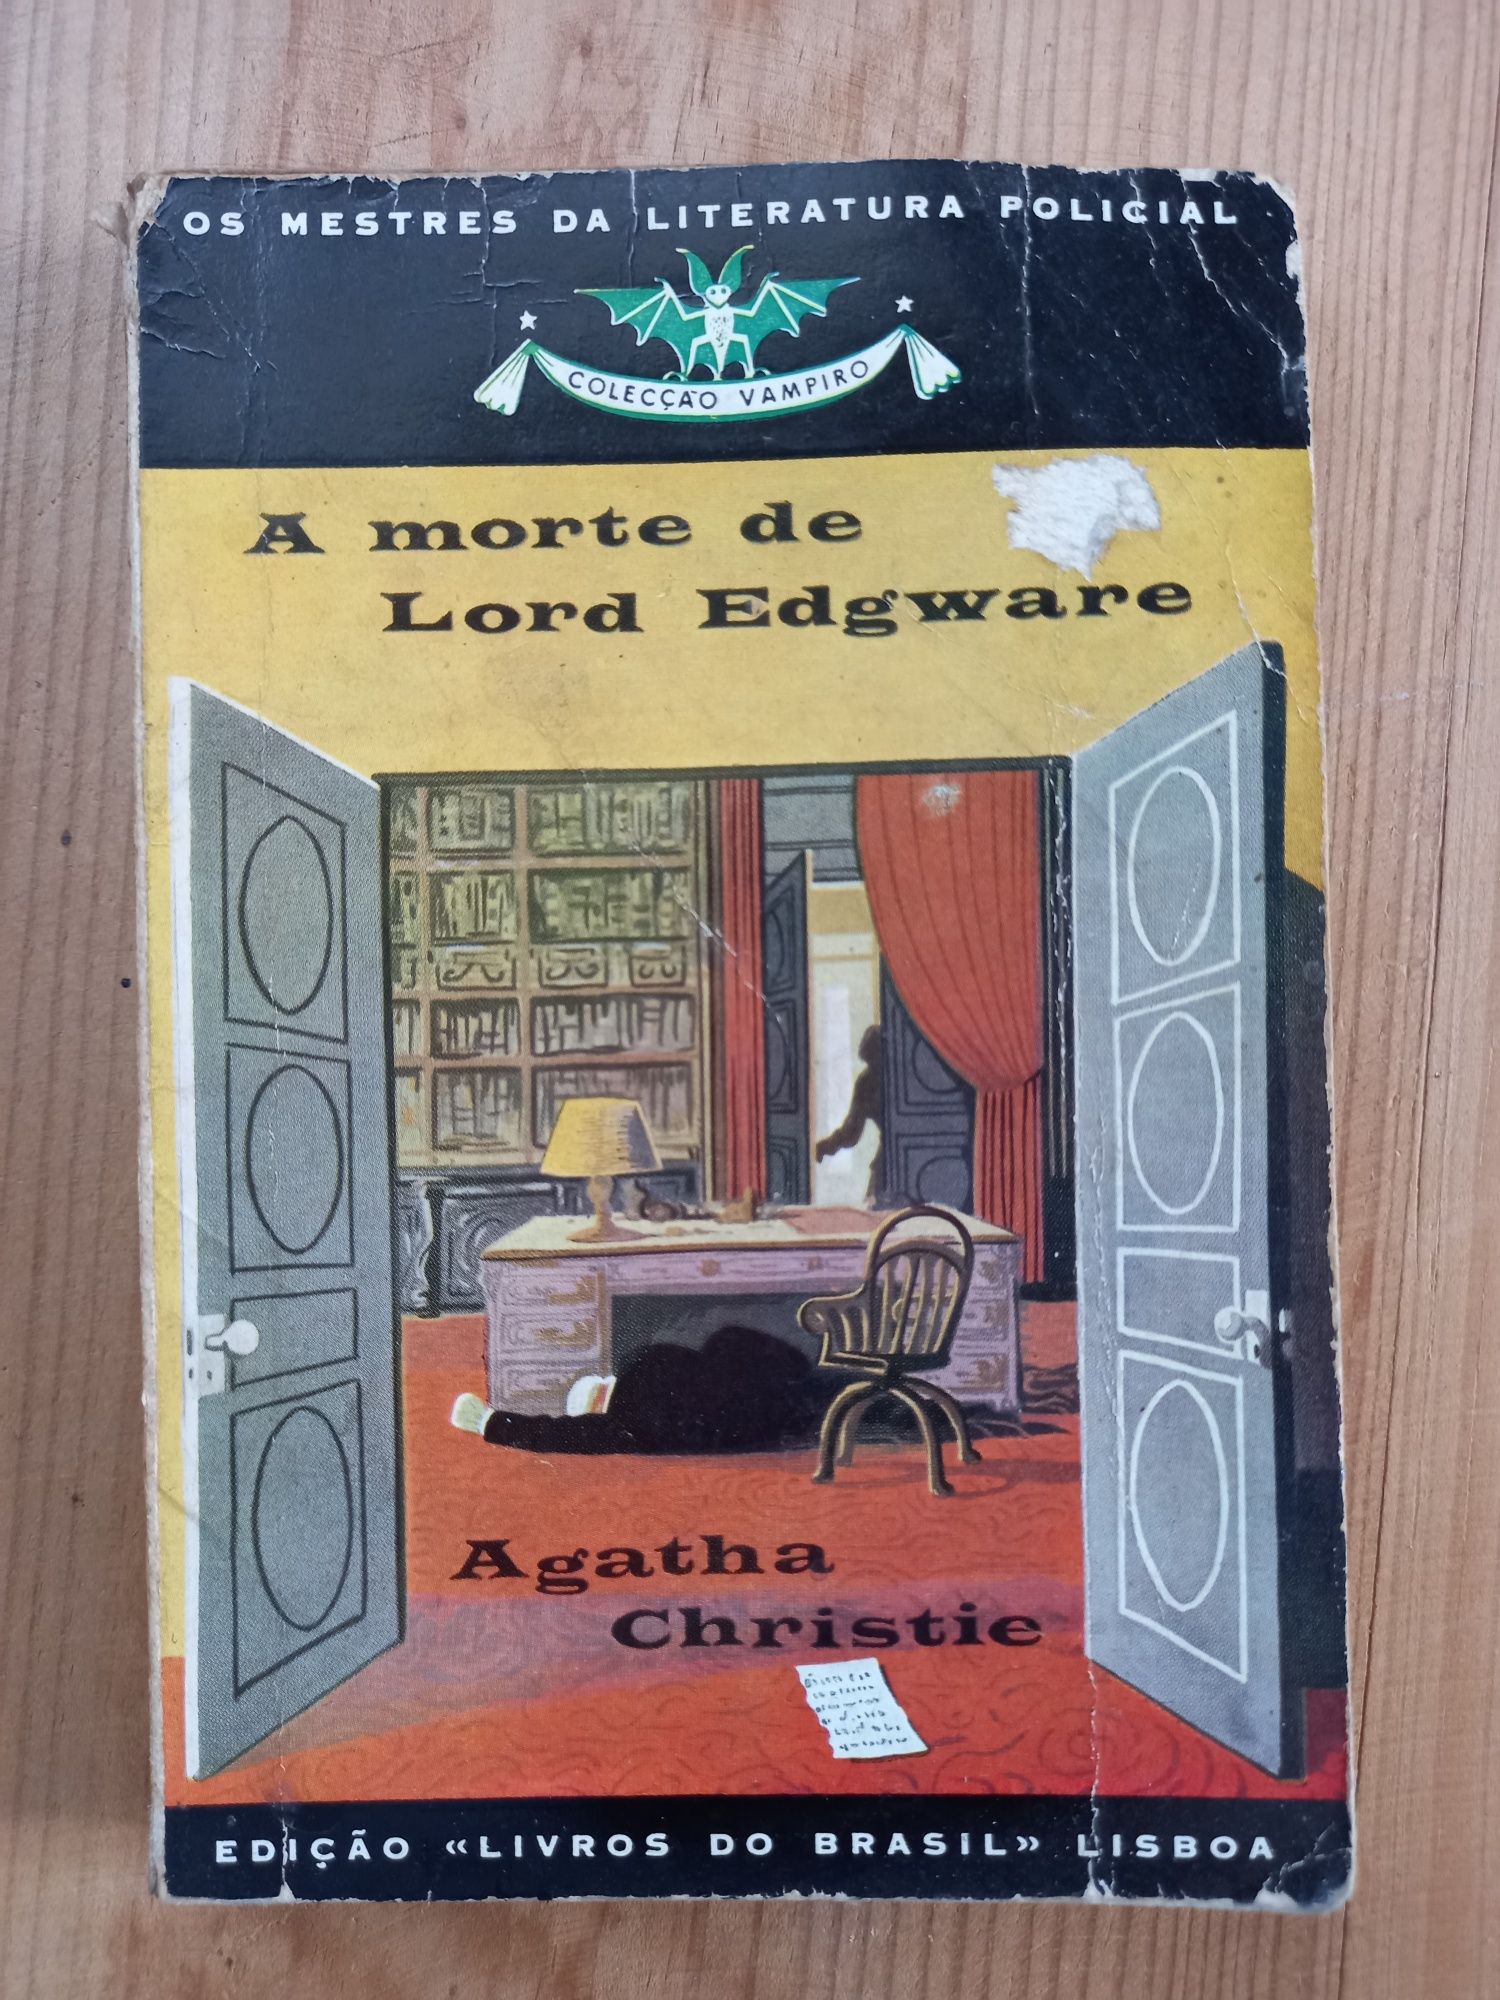 OS MESTRES DA LITERATURA POLICIAL
COLECÇÃO VAMPIRO
A morte de
Lord Edgware
Agatha
Christie
EDIÇÃO «LIVROS DO BRASIL» LISBOA